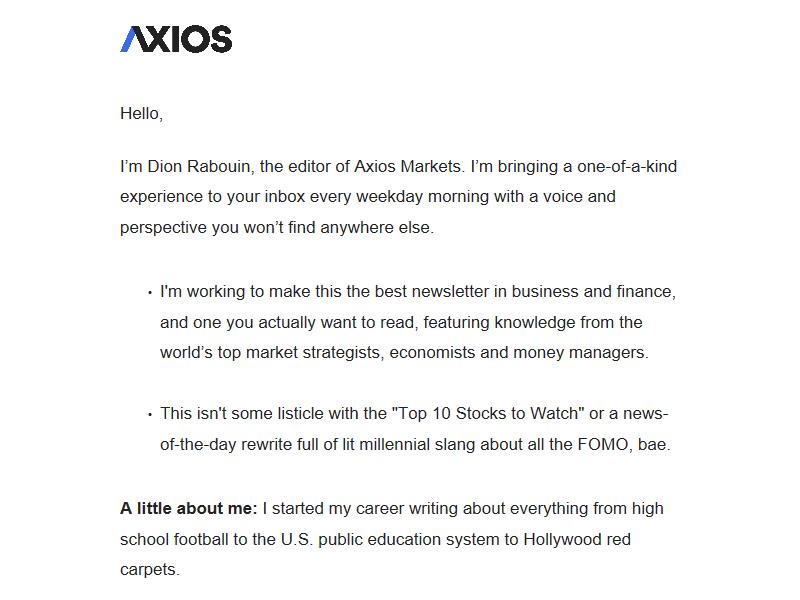 AXIOS
Hello,
I’m Dion Rabouin, the editor of Axios Markets. I’m bringing a one-of-a-kind
experience to your inbox every weekday morning with a voice and
perspective you won’t find anywhere else.
• I'm working to make this the best newsletter in business and finance,
and one you actually want to read, featuring knowledge from the
world’s top market strategists, economists and money managers.
• This isn't some listicle with the "Top 10 Stocks to Watch" or a news-
of-the-day rewrite full of lit millennial slang about all the FOMO, bae.
A little about me: I started my career writing about everything from high
school football to the U.S. public education system to Hollywood red
carpets.